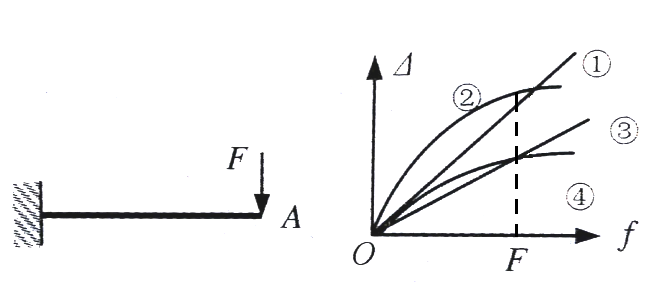 F
A
Δ
①
②
③
④
O
F
f